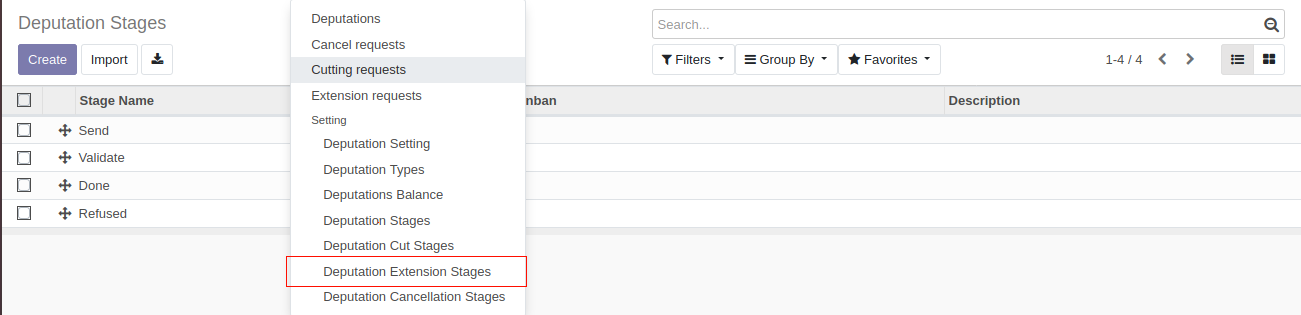 Deputation Stages
Create
Import
Deputations
Cancel requests
Cutting requests
Extension requests
Setting
Deputation Setting
Deputation Types
Deputations Balance
Deputation Stages
Deputation Cut Stages
Deputation Extension Stages
Deputation Cancellation Stages
Search...
Filters
Group By
Favorites
1-4 / 4
Stage Name
nban
Description
Send
Validate
Done
Refused